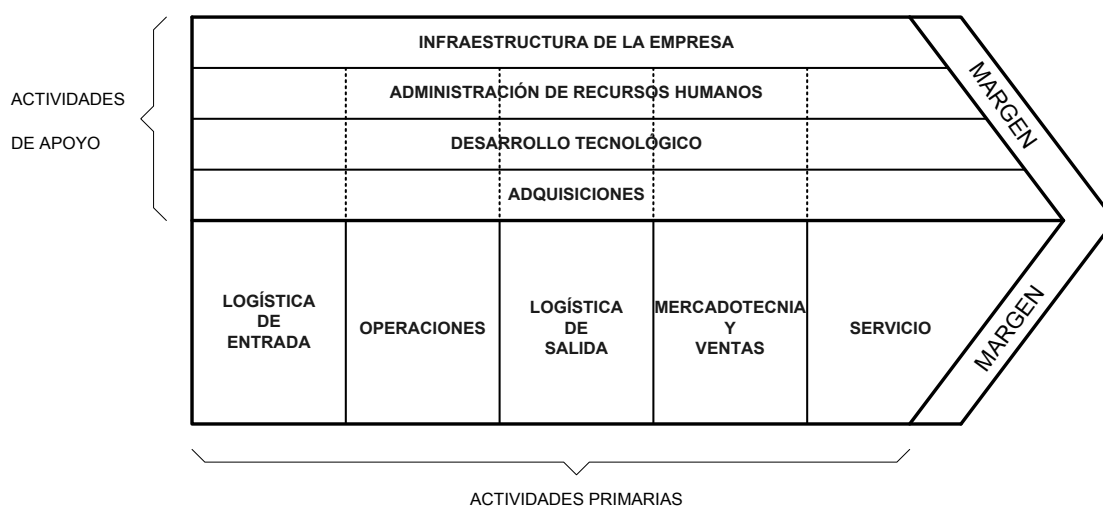 INFRAESTRUCTURA DE LA EMPRESA
ADMINISTRACIÓN DE RECURSOS HUMANOS
DESARROLLO TECNOLÓGICO
ADQUISICIONES
ACTIVIDADES
DE APOYO
MARGEN
LOGÍSTICA
DE
ENTRADA
OPERACIONES
LOGÍSTICA
DE
SALIDA
MERCADOTECNIA
Y
VENTAS
SERVICIO
MARGEN
ACTIVIDADES PRIMARIAS